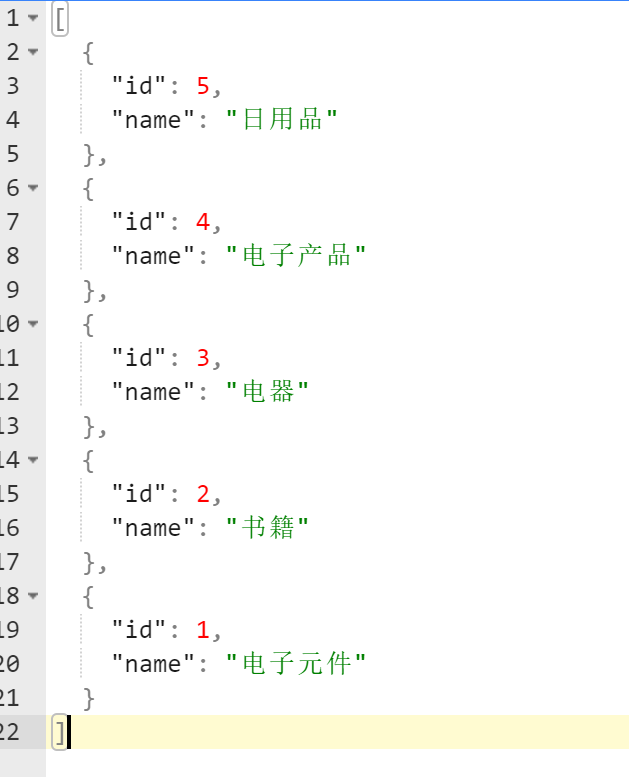 1 [
2 {
3 "id": 5,
4 "name": "日用品"
5 },
6 {
7 "id": 4,
8 "name": "电子产品"
9 },
10 {
11 "id": 3,
12 "name": "电器"
13 },
14 {
15 "id": 2,
16 "name": "书籍"
17 },
18 {
19 "id": 1,
20 "name": "电子元件"
21 }
22 ]